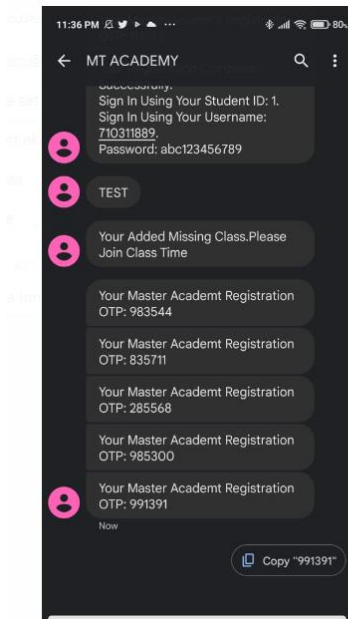 11:36 PM
80%
MT ACADEMY
Successfully.
Sign In Using Your Student ID: 1.
Sign In Using Your Username:
710311889.
Password: abc123456789
TEST
Your Added Missing Class.Please
Join Class Time
Your Master Academt Registration
OTP: 983544
Your Master Academt Registration
OTP: 835711
Your Master Academt Registration
OTP: 285568
Your Master Academt Registration
OTP: 985300
Your Master Academt Registration
OTP: 991391
Now
Copy "991391"